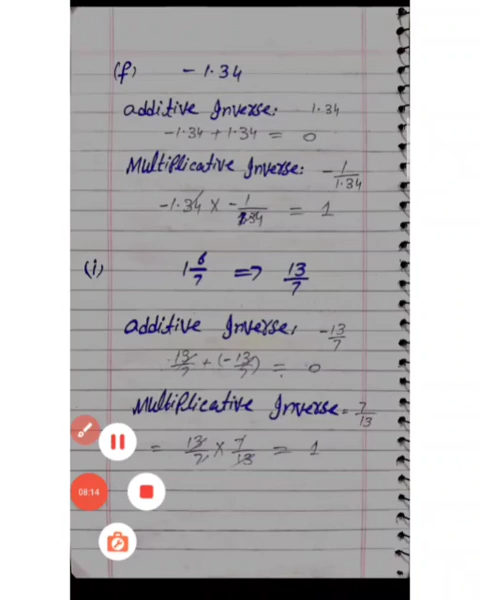 (f) - 1.34
Additive Inverse: 1.34
-1.34 + 1.34 = 0
Multiplicative Inverse: - 1/1.34
-1.34 × - 1/1.34 = 1
(i) 1 6/7 => 13/7
Additive Inverse, -13/7
13/7 + (-13/7) = 0
Multiplicative Inverse = 7/13
= 13/7 × 7/13 = 1
08:14